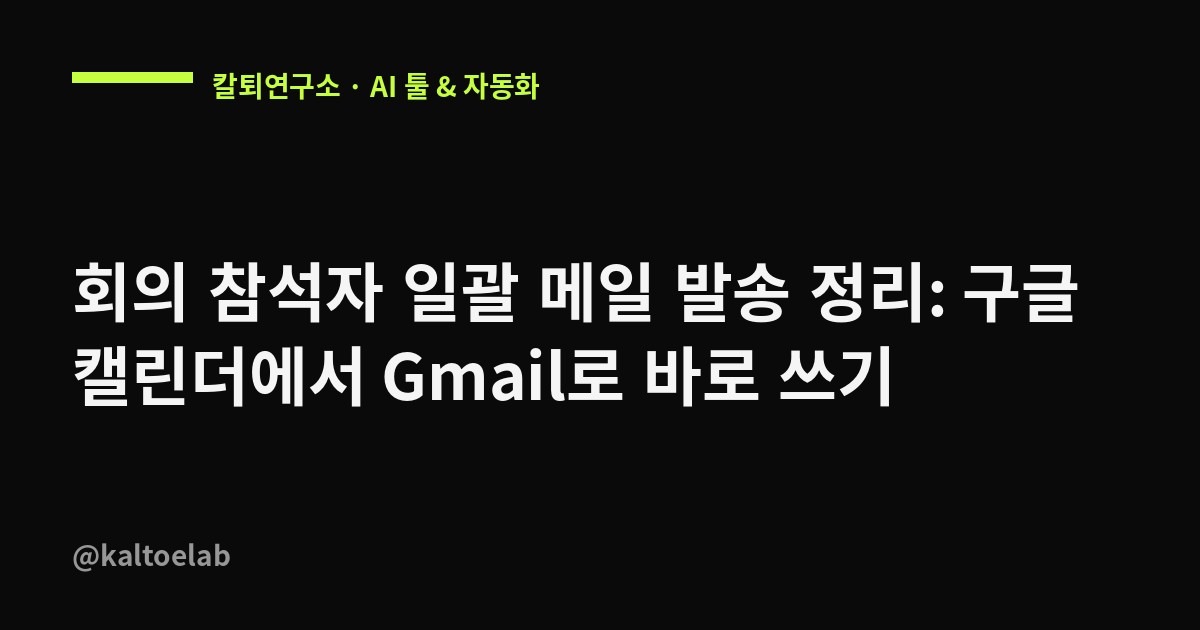 칼퇴연구소 · AI 툴 & 자동화
회의 참석자 일괄 메일 발송 정리: 구글
캘린더에서 Gmail로 바로 쓰기
@kaltoelab